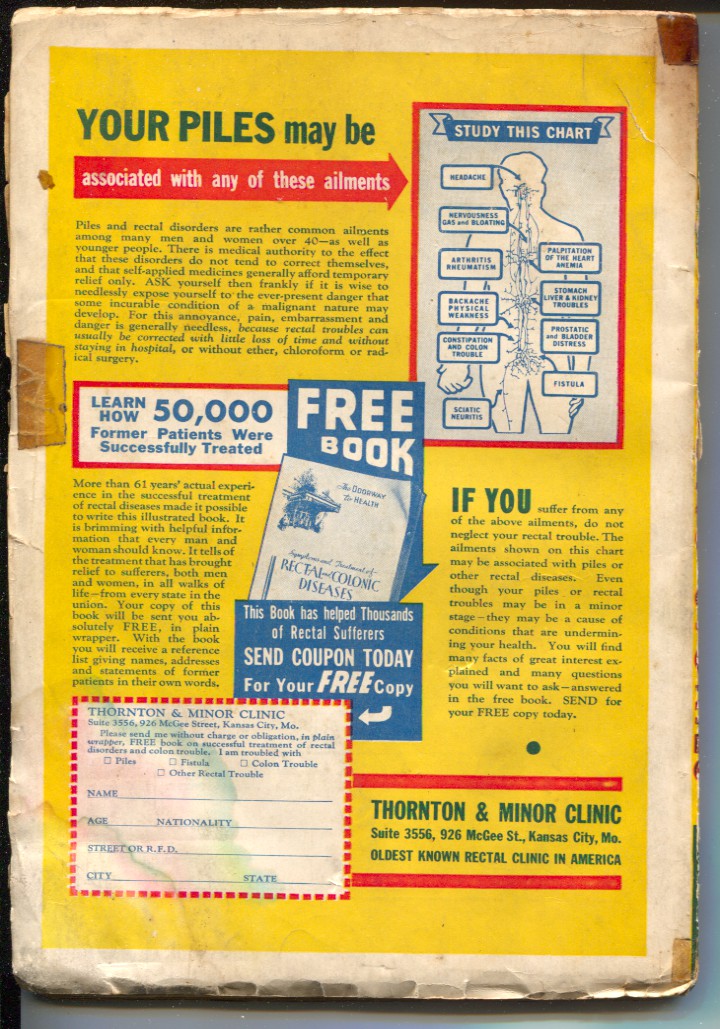 YOUR PILES may be
associated with any of these ailments
Piles and rectal disorders are rather common ailments
among many men and women over 40—as well as
younger people. There is medical authority to the effect
that these disorders do not tend to correct themselves,
and that self-applied medicines generally afford temporary
relief only. ASK yourself then frankly if it is wise to
needlessly expose yourself to the ever-present danger that
some incurable condition of a malignant nature may
develop. For this annoyance, pain, embarrassment and
danger is generally needless, because rectal troubles can
usually be corrected with little loss of time and without
staying in hospital, or without ether, chloroform or rad-
ical surgery.
STUDY THIS CHART
HEADACHE
NERVOUSNESS
GAS and BLOATING
ARTHRITIS
RHEUMATISM
BACKACHE
PHYSICAL
WEAKNESS
CONSTIPATION
AND COLON
TROUBLE
SCIATIC
NEURITIS
PALPITATION
OF THE HEART
ANEMIA
STOMACH
LIVER & KIDNEY
TROUBLES
PROSTATIC
and BLADDER
DISTRESS
FISTULA
LEARN
HOW 50,000
Former Patients Were
Successfully Treated
FREE
BOOK
The DOORWAY
to HEALTH
Symptoms and Treatment of—
RECTAL and COLONIC
DISEASES
This Book has helped Thousands
of Rectal Sufferers
SEND COUPON TODAY
For Your FREE Copy
More than 61 years' actual experi-
ence in the successful treatment
of rectal diseases made it possible
to write this illustrated book. It
is brimming with helpful infor-
mation that every man and
woman should know. It tells of
the treatment that has brought
relief to sufferers, both men
and women, in all walks of
life—from every state in the
union. Your copy of this
book will be sent you ab-
solutely FREE, in plain
wrapper. With the book
you will receive a reference
list giving names, addresses
and statements of former
patients in their own words.
IF YOU suffer from any
of the above ailments, do not
neglect your rectal trouble. The
ailments shown on this chart
may be associated with piles or
other rectal diseases. Even
though your piles or rectal
troubles may be in a minor
stage—they may be a cause of
conditions that are undermin-
ing your health. You will find
many facts of great interest ex-
plained and many questions
you will want to ask—answered
in the free book. SEND for
your FREE copy today.
THORNTON & MINOR CLINIC
Suite 3556, 926 McGee Street, Kansas City, Mo.
Please send me without charge or obligation, in plain
wrapper, FREE book on successful treatment of rectal
disorders and colon trouble. I am troubled with
☐ Piles ☐ Fistula ☐ Colon Trouble
☐ Other Rectal Trouble
NAME
AGE NATIONALITY
STREET OR R.F.D.
CITY STATE
THORNTON & MINOR CLINIC
Suite 3556, 926 McGee St., Kansas City, Mo.
OLDEST KNOWN RECTAL CLINIC IN AMERICA